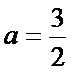 a = 3/2